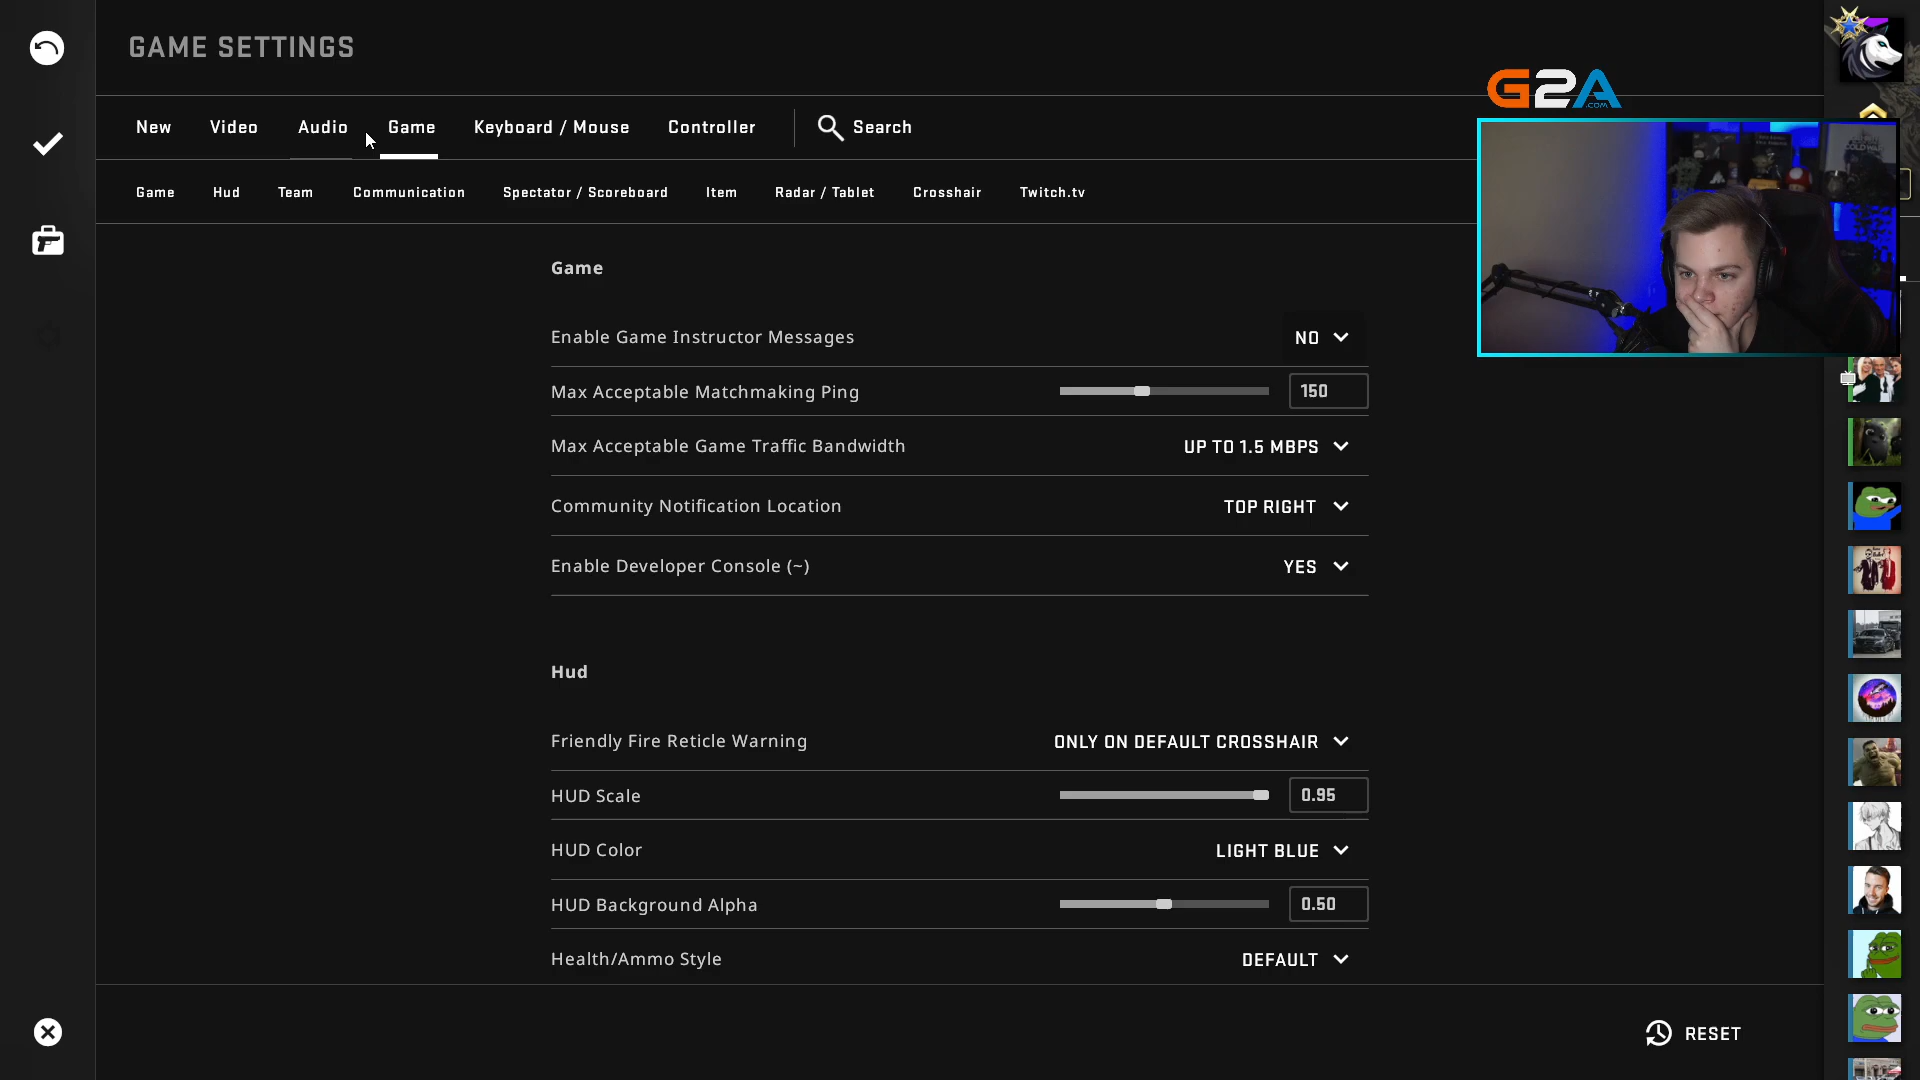 GAME SETTINGS
G2A
.COM
New Video Audio Game Keyboard / Mouse Controller Search
Game Hud Team Communication Spectator / Scoreboard Item Radar / Tablet Crosshair Twitch.tv
Game
Enable Game Instructor Messages NO
Max Acceptable Matchmaking Ping 150
Max Acceptable Game Traffic Bandwidth UP TO 1.5 MBPS
Community Notification Location TOP RIGHT
Enable Developer Console (~) YES
Hud
Friendly Fire Reticle Warning ONLY ON DEFAULT CROSSHAIR
HUD Scale 0.95
HUD Color LIGHT BLUE
HUD Background Alpha 0.50
Health/Ammo Style DEFAULT
RESET